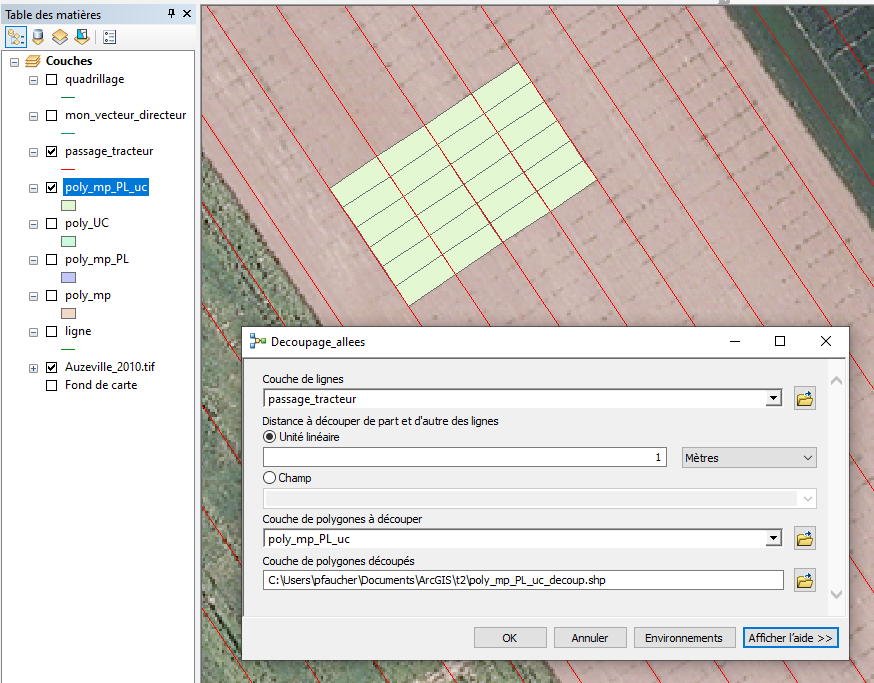 Table des matières
Couches
quadrillage
mon_vecteur_directeur
passage_tracteur
poly_mp_PL_uc
poly_UC
poly_mp_PL
poly_mp
ligne
Auzeville_2010.tif
Fond de carte
Decoupage_allees
Couche de lignes
passage_tracteur
Distance à découper de part et d'autre des lignes
Unité linéaire
1 Mètres
Champ
Couche de polygones à découper
poly_mp_PL_uc
Couche de polygones découpés
C:\Users\pfaucher\Documents\ArcGIS\t2\poly_mp_PL_uc_decoup.shp
OK Annuler Environnements Afficher l'aide >>